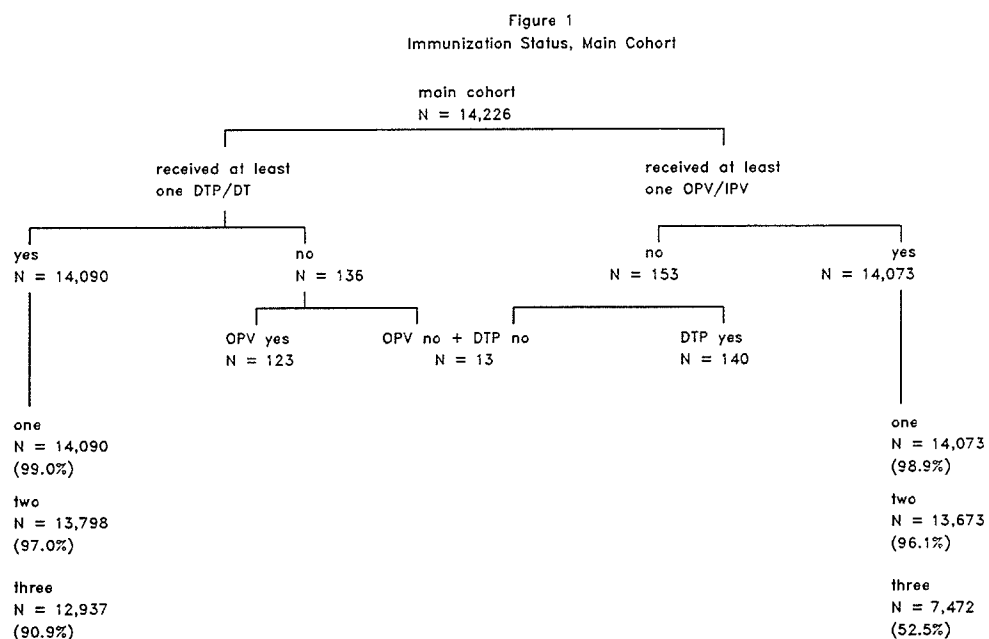 Figure 1
Immunization Status, Main Cohort
main cohort
N = 14,226
received at least
one DTP/DT
received at least
one OPV/IPV
yes
N = 14,090
no
N = 136
no
N = 153
yes
N = 14,073
OPV yes
N = 123
OPV no + DTP no
N = 13
DTP yes
N = 140
one
N = 14,090
(99.0%)
two
N = 13,798
(97.0%)
three
N = 12,937
(90.9%)
one
N = 14,073
(98.9%)
two
N = 13,673
(96.1%)
three
N = 7,472
(52.5%)